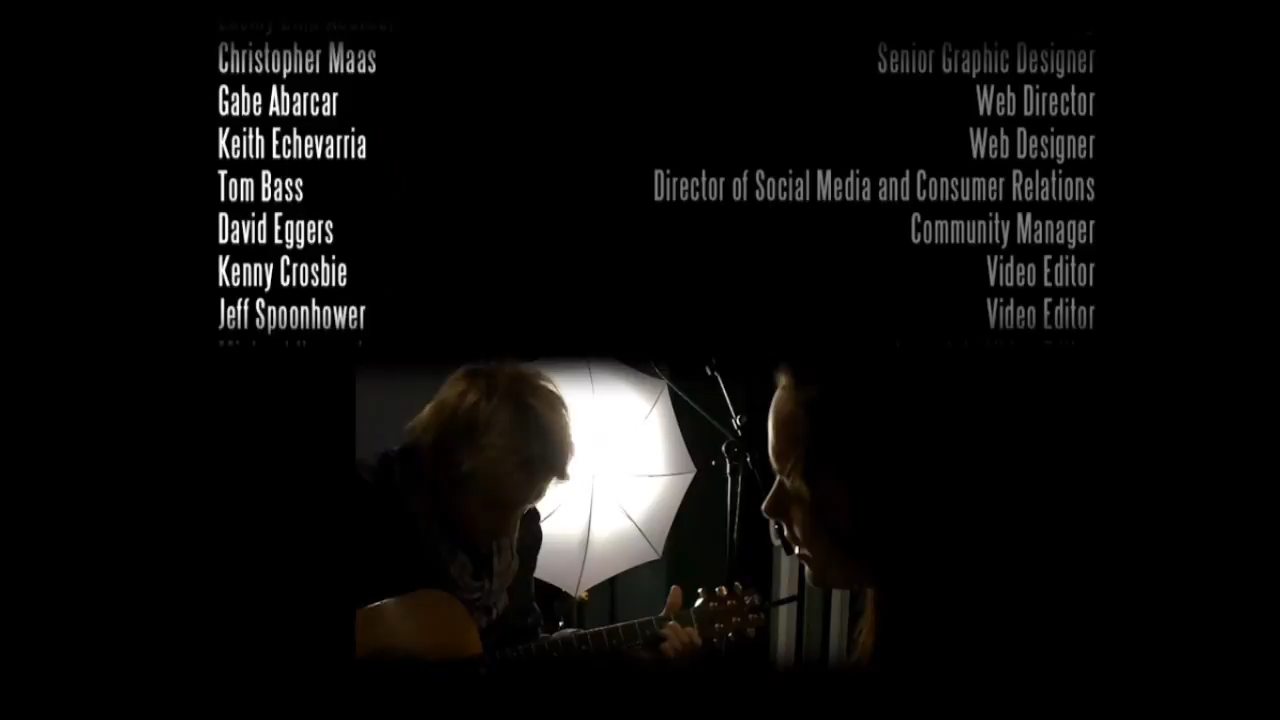 Christopher Maas Senior Graphic Designer
Gabe Abarcar Web Director
Keith Echevarria Web Designer
Tom Bass Director of Social Media and Consumer Relations
David Eggers Community Manager
Kenny Crosbie Video Editor
Jeff Spoonhower Video Editor